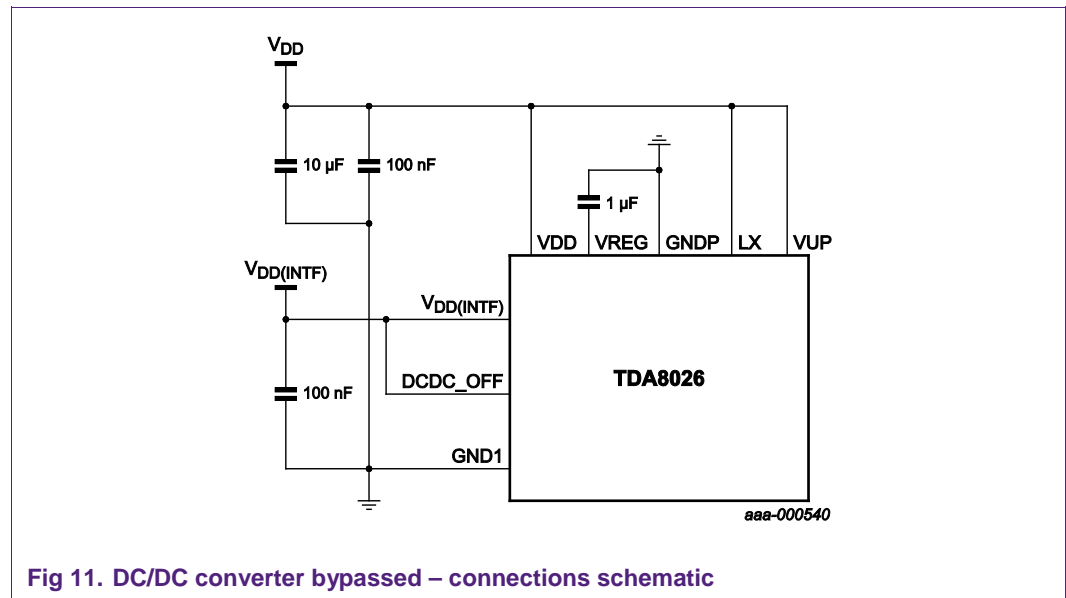 VDD
10 µF
100 nF
1 µF
VDD
VREG
GNDP
LX
VUP
VDD(INTF)
VDD(INTF)
DCDC_OFF
TDA8026
100 nF
GND1
aaa-000540
Fig 11. DC/DC converter bypassed – connections schematic